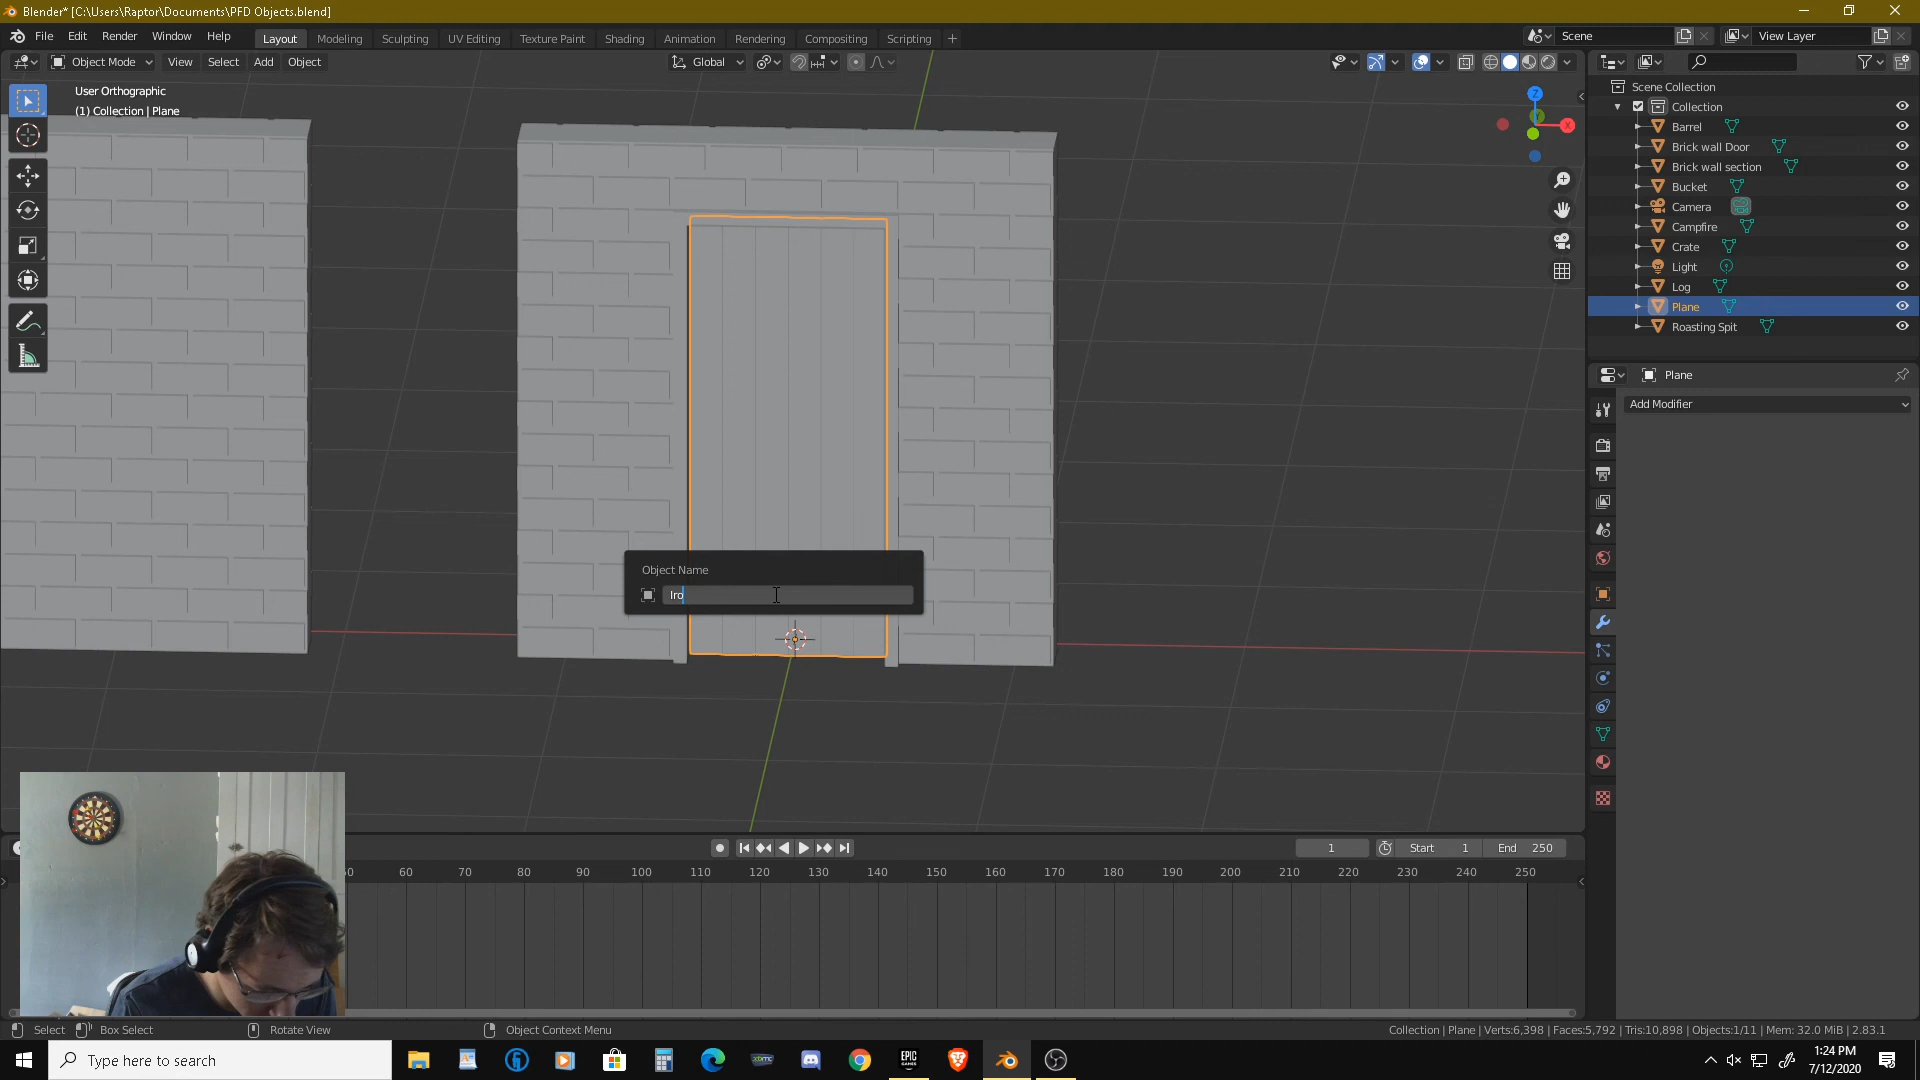 Blender* [C:\Users\Raptor\Documents\PFD Objects.blend]
File Edit Render Window Help
Layout Modeling Sculpting UV Editing Texture Paint Shading Animation Rendering Compositing Scripting
Scene
View Layer
Object Mode View Select Add Object
Global
User Orthographic
(1) Collection | Plane
Z
X
Scene Collection
Collection
Barrel
Brick wall Door
Brick wall section
Bucket
Camera
Campfire
Crate
Light
Log
Plane
Roasting Spit
Plane
Add Modifier
Object Name
Iro
1
Start 1
End 250
60 70 80 90 100 110 120 130 140 150 160 170 180 190 200 210 220 230 240 250
Select
Box Select
Rotate View
Object Context Menu
Collection | Plane | Verts:6,398 | Faces:5,792 | Tris:10,898 | Objects:1/11 | Mem: 32.0 MiB | 2.83.1
Type here to search
EPIC
GAMES
1:24 PM
7/12/2020